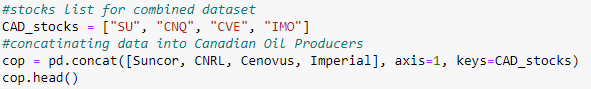 #stocks list for combined dataset
CAD_stocks = ["SU", "CNQ", "CVE", "IMO"]
#concatinating data into Canadian Oil Producers
cop = pd.concat([Suncor, CNRL, Cenovus, Imperial], axis=1, keys=CAD_stocks)
cop.head()